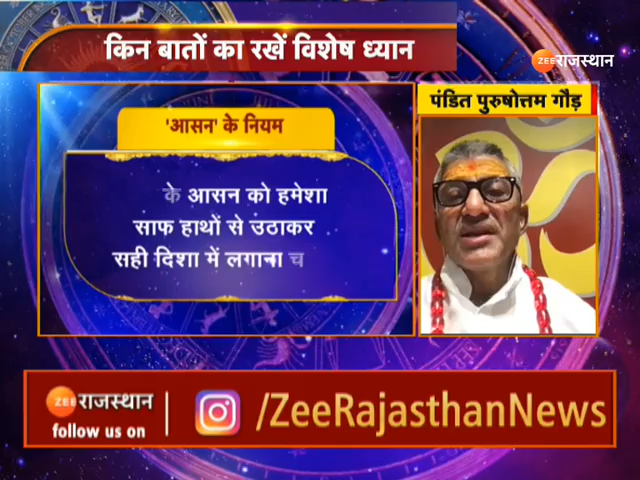 किन बातों का रखें विशेष ध्यान
ZEE राजस्थान
पंडित पुरुषोत्तम गौड़
'आसन' के नियम
के आसन को हमेशा
साफ हाथों से उठाकर
सही दिशा में लगाना च
ZEE राजस्थान
follow us on
/ZeeRajasthanNews